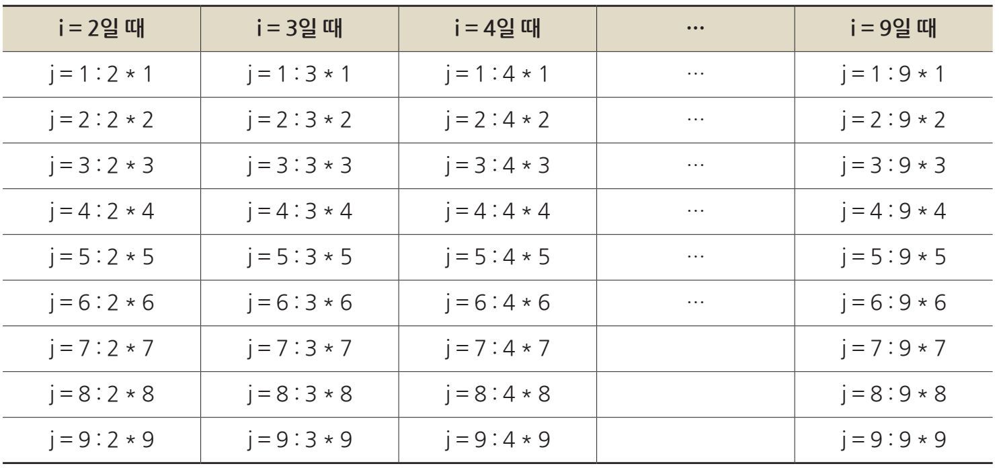 i = 2일 때 i = 3일 때 i = 4일 때 … i = 9일 때
j = 1 : 2 * 1 j = 1 : 3 * 1 j = 1 : 4 * 1 … j = 1 : 9 * 1
j = 2 : 2 * 2 j = 2 : 3 * 2 j = 2 : 4 * 2 … j = 2 : 9 * 2
j = 3 : 2 * 3 j = 3 : 3 * 3 j = 3 : 4 * 3 … j = 3 : 9 * 3
j = 4 : 2 * 4 j = 4 : 3 * 4 j = 4 : 4 * 4 … j = 4 : 9 * 4
j = 5 : 2 * 5 j = 5 : 3 * 5 j = 5 : 4 * 5 … j = 5 : 9 * 5
j = 6 : 2 * 6 j = 6 : 3 * 6 j = 6 : 4 * 6 … j = 6 : 9 * 6
j = 7 : 2 * 7 j = 7 : 3 * 7 j = 7 : 4 * 7 j = 7 : 9 * 7
j = 8 : 2 * 8 j = 8 : 3 * 8 j = 8 : 4 * 8 j = 8 : 9 * 8
j = 9 : 2 * 9 j = 9 : 3 * 9 j = 9 : 4 * 9 j = 9 : 9 * 9